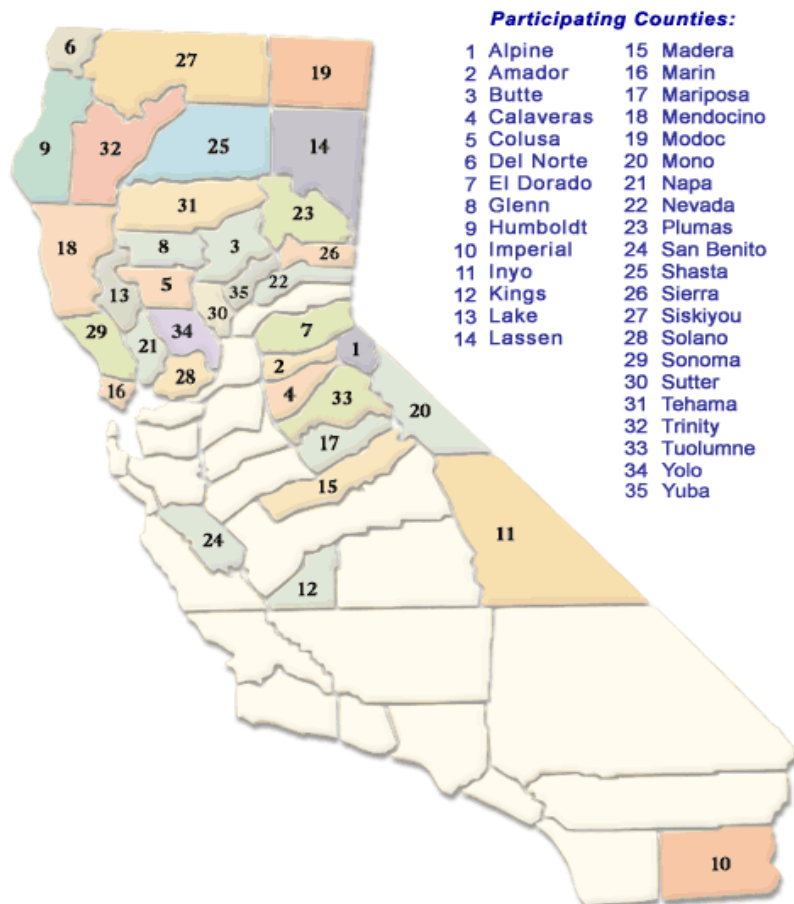 Participating Counties:
1 Alpine
2 Amador
3 Butte
4 Calaveras
5 Colusa
6 Del Norte
7 El Dorado
8 Glenn
9 Humboldt
10 Imperial
11 Inyo
12 Kings
13 Lake
14 Lassen
15 Madera
16 Marin
17 Mariposa
18 Mendocino
19 Modoc
20 Mono
21 Napa
22 Nevada
23 Plumas
24 San Benito
25 Shasta
26 Sierra
27 Siskiyou
28 Solano
29 Sonoma
30 Sutter
31 Tehama
32 Trinity
33 Tuolumne
34 Yolo
35 Yuba
6
27
19
9
32
25
14
31
23
18
8
3
26
13
5
35
22
30
29
21
34
7
1
2
28
16
4
33
20
17
15
24
11
12
10